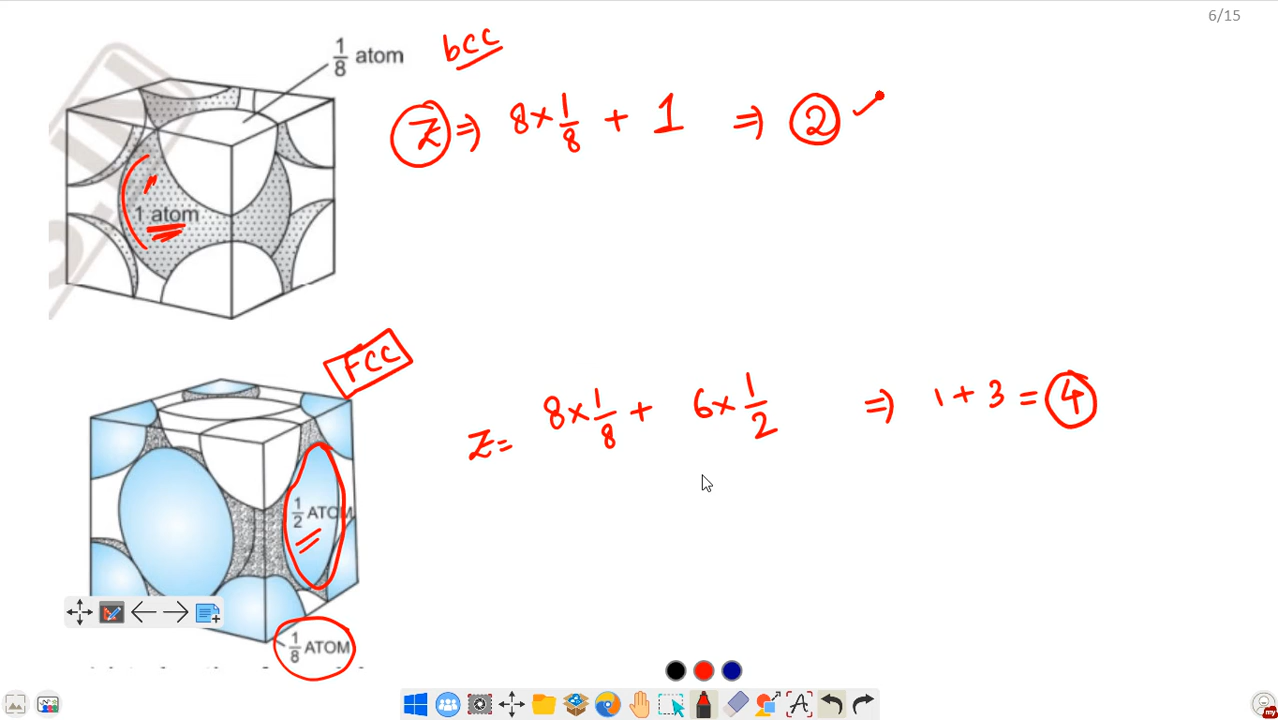 6/15
1/8 atom
bcc
Z ⇒ 8 × 1/8 + 1 ⇒ 2 ✓
1 atom
FCC
Z = 8 × 1/8 + 6 × 1/2 ⇒ 1 + 3 = 4
1/2 ATOM
1/8 ATOM
my